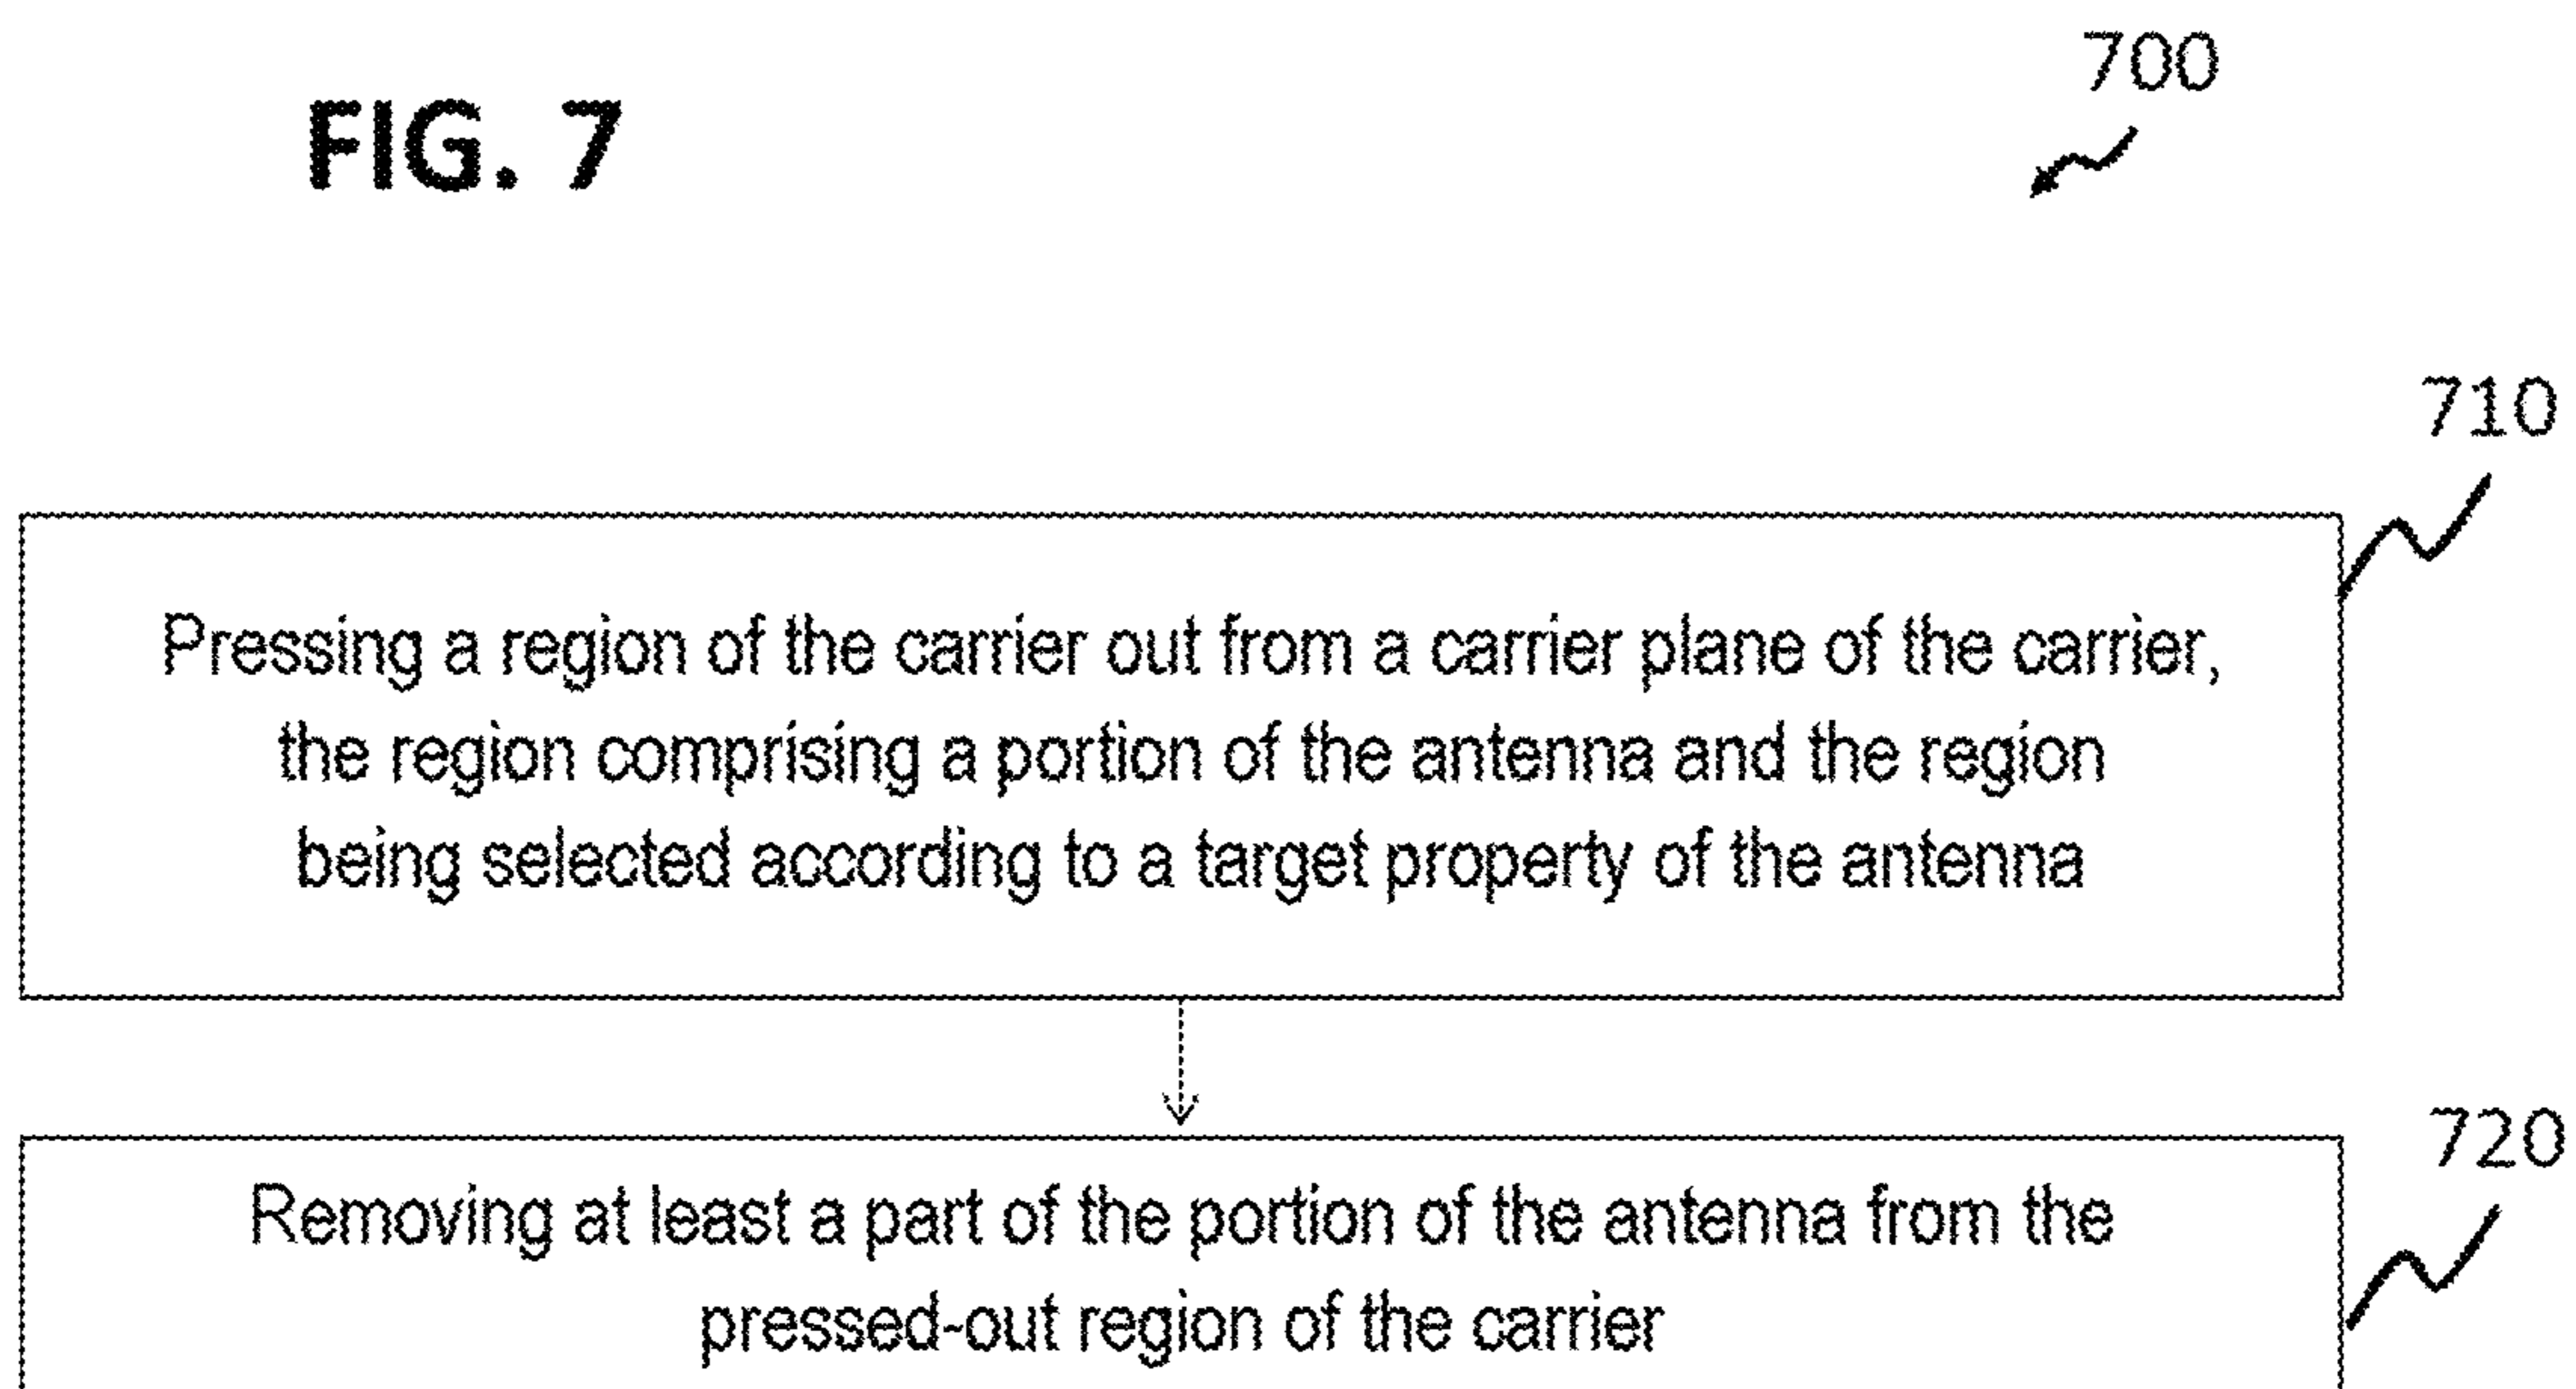 FIG. 7
700
710
Pressing a region of the carrier out from a carrier plane of the carrier,
the region comprising a portion of the antenna and the region
being selected according to a target property of the antenna
720
Removing at least a part of the portion of the antenna from the
pressed-out region of the carrier